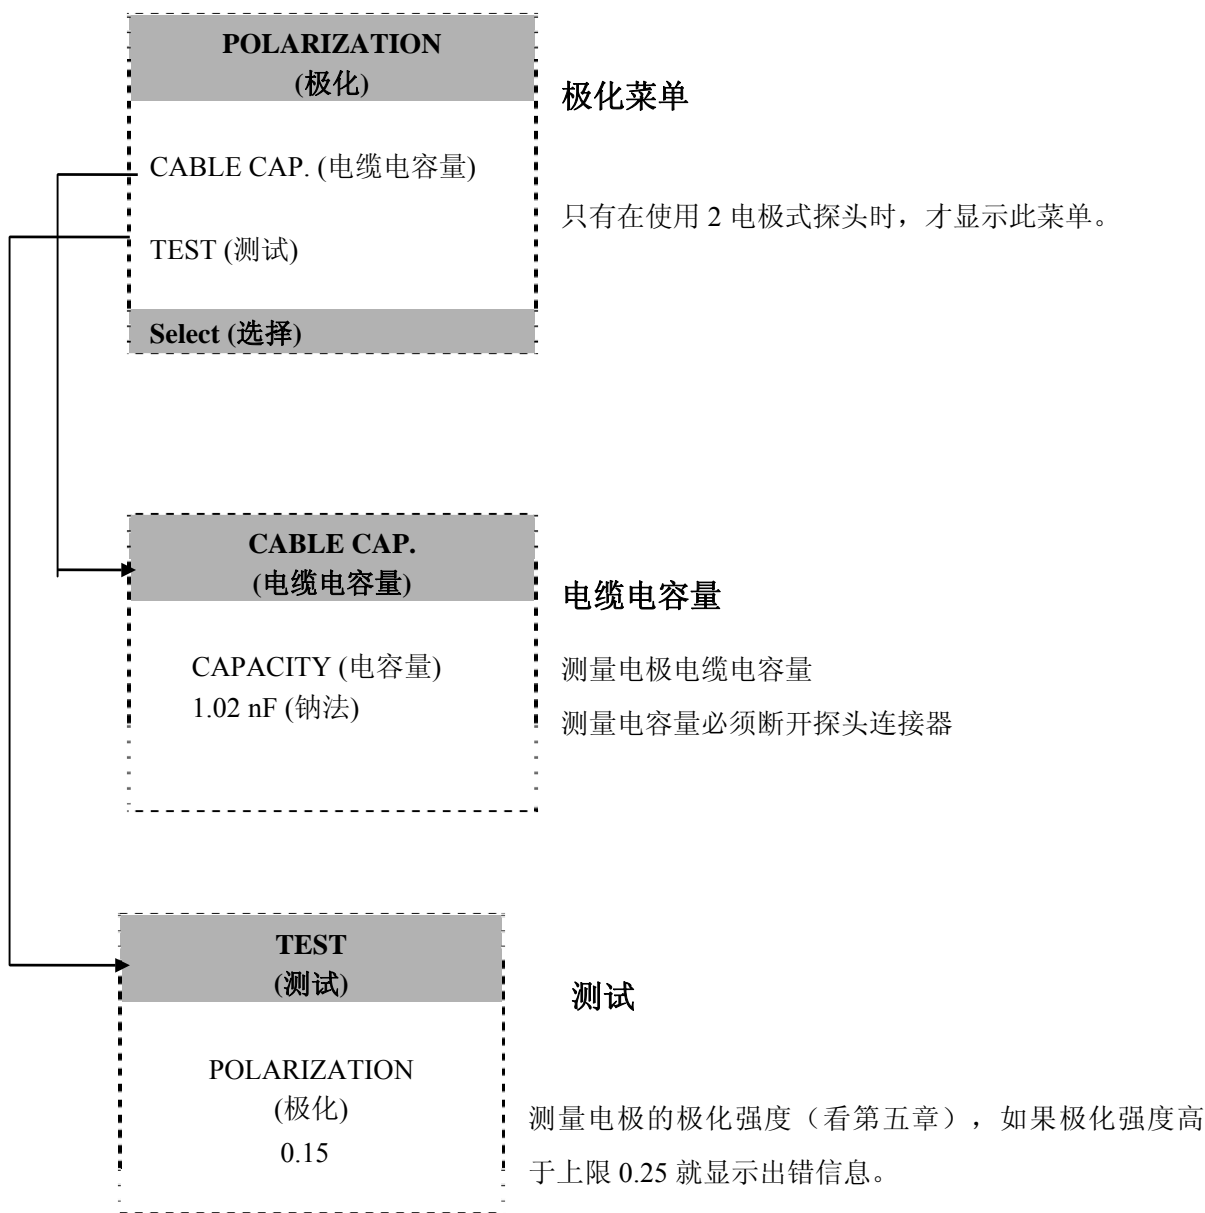 POLARIZATION
(极化)
极化菜单
CABLE CAP. (电缆电容量)
只有在使用 2 电极式探头时，才显示此菜单。
TEST (测试)
Select (选择)
CABLE CAP.
(电缆电容量)
电缆电容量
CAPACITY (电容量)
测量电极电缆电容量
1.02 nF (钠法)
测量电容量必须断开探头连接器
TEST
(测试)
测试
POLARIZATION
(极化)
0.15
测量电极的极化强度（看第五章），如果极化强度高
于上限 0.25 就显示出错信息。